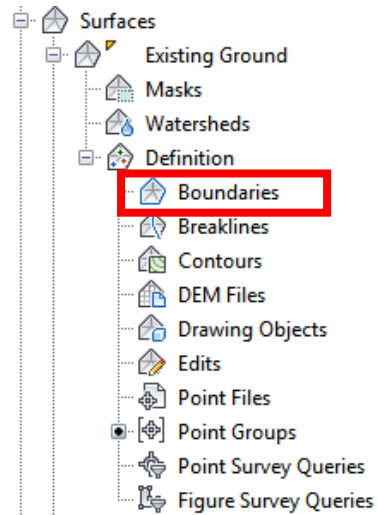 Surfaces
Existing Ground
Masks
Watersheds
Definition
Boundaries
Breaklines
Contours
DEM Files
Drawing Objects
Edits
Point Files
Point Groups
Point Survey Queries
Figure Survey Queries